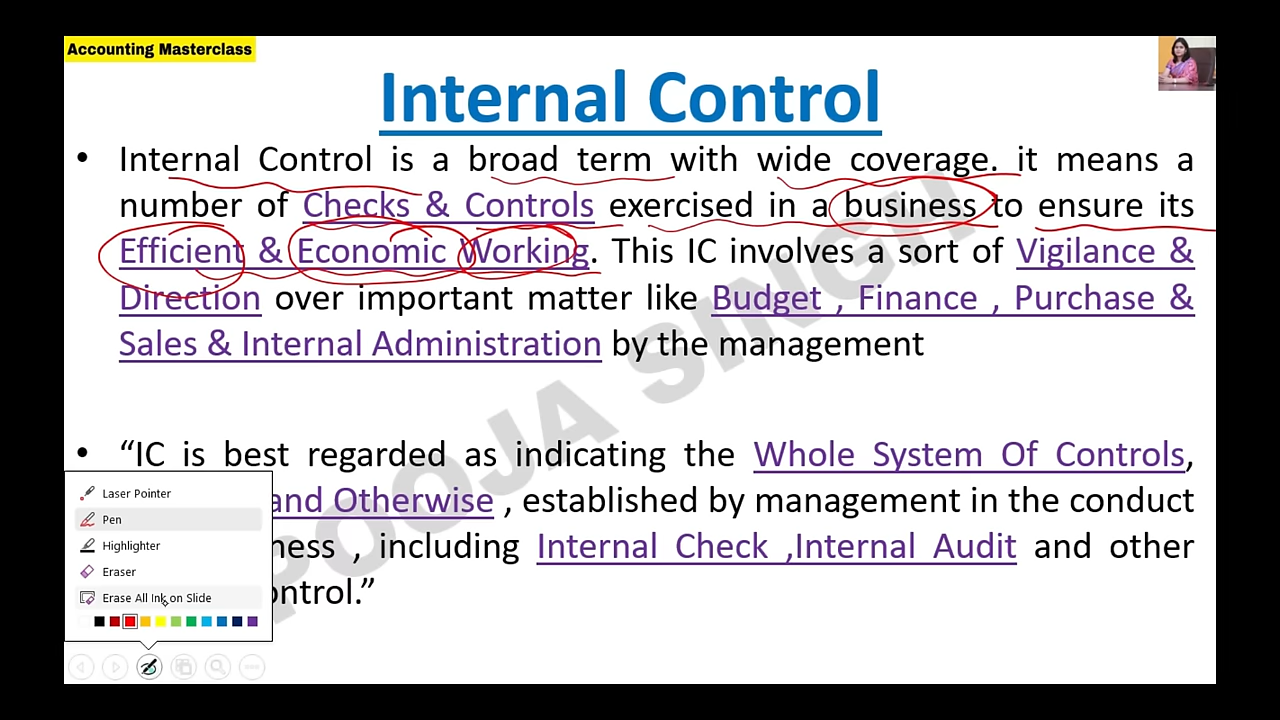 Accounting Masterclass
Internal Control
• Internal Control is a broad term with wide coverage. it means a
number of Checks & Controls exercised in a business to ensure its
Efficient & Economic Working. This IC involves a sort of Vigilance &
Direction over important matter like Budget , Finance , Purchase &
Sales & Internal Administration by the management
• “IC is best regarded as indicating the Whole System Of Controls,
and Otherwise , established by management in the conduct
ness , including Internal Check ,Internal Audit and other
ontrol.”
Laser Pointer
Pen
Highlighter
Eraser
Erase All Ink on Slide
POOJA SINGH